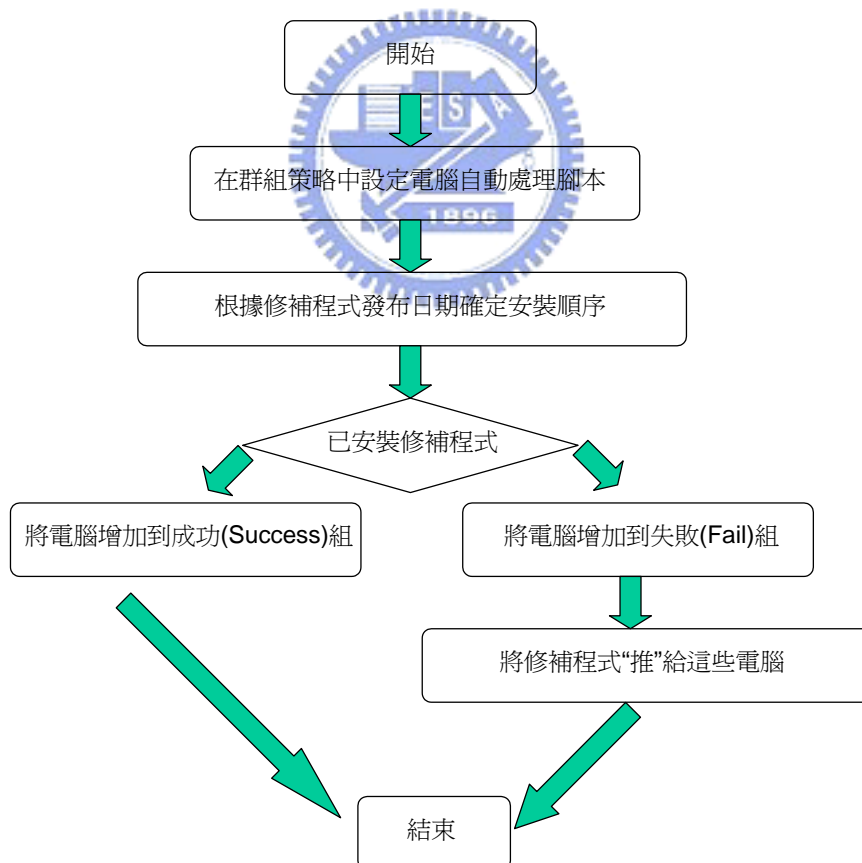 開始
ESA
在群組策略中設定電腦自動處理腳本
1896
根據修補程式發布日期確定安裝順序
已安裝修補程式
將電腦增加到成功(Success)組
將電腦增加到失敗(Fail)組
將修補程式“推”給這些電腦
結束